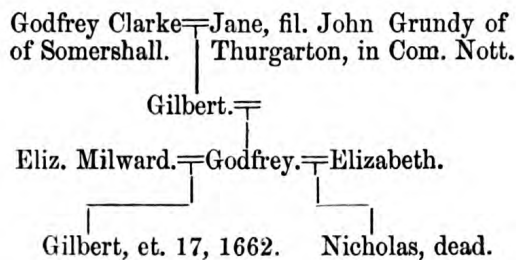 Godfrey Clarke=Jane, fil. John Grundy of
of Somershall. Thurgarton, in Com. Nott.
Gilbert.=
Eliz. Milward.=Godfrey.=Elizabeth.
Gilbert, et. 17, 1662. Nicholas, dead.